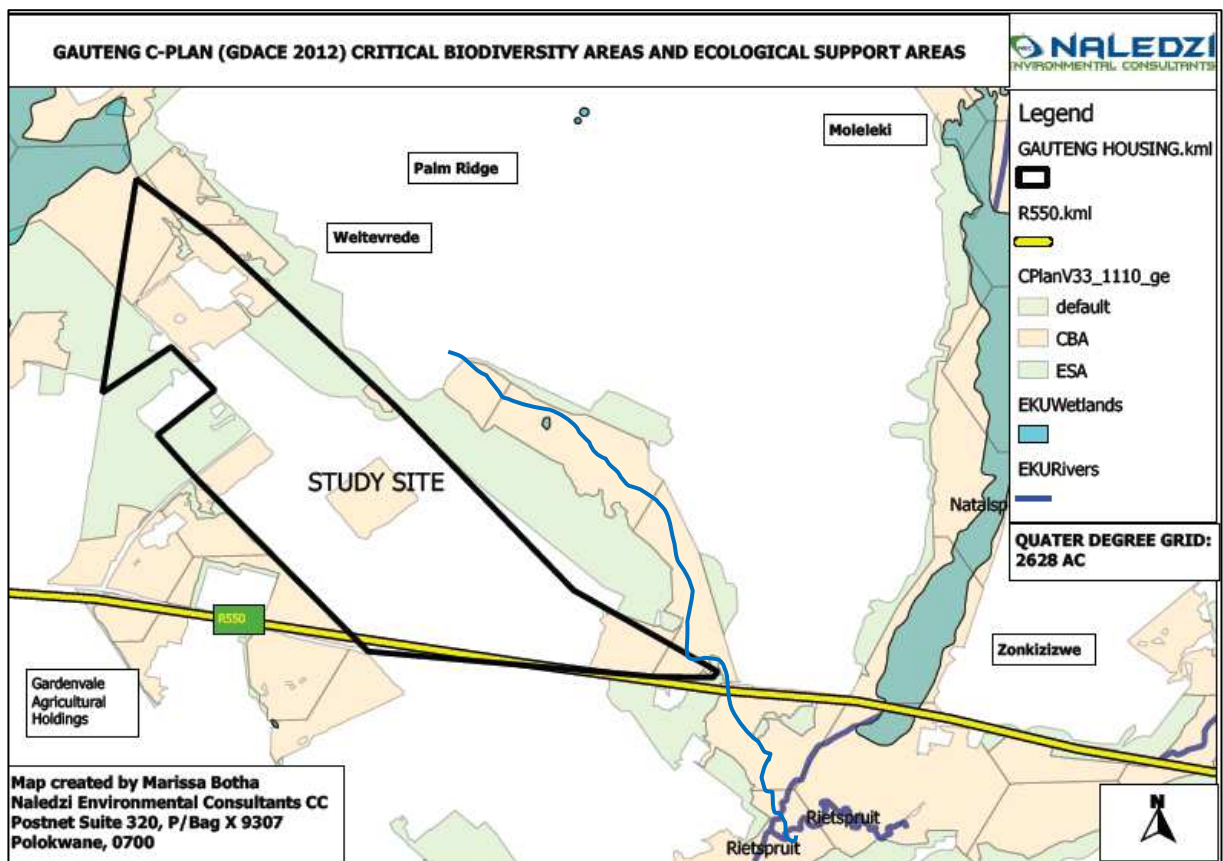 GAUTENG C-PLAN (GDACE 2012) CRITICAL BIODIVERSITY AREAS AND ECOLOGICAL SUPPORT AREAS
NALEDZI
ENVIRONMENTAL CONSULTANTS
Legend
GAUTENG HOUSING.kml
R550.kml
CPlanV33_1110_ge
default
CBA
ESA
EKUWetlands
EKURivers
QUATER DEGREE GRID:
2628 AC
Moleleki
Palm Ridge
Weltevrede
STUDY SITE
Natalsp
R550
Zonkizizwe
Gardenvale
Agricultural
Holdings
Rietspruit
Rietspruit
Map created by Marissa Botha
Naledzi Environmental Consultants CC
Postnet Suite 320, P/Bag X 9307
Polokwane, 0700
N